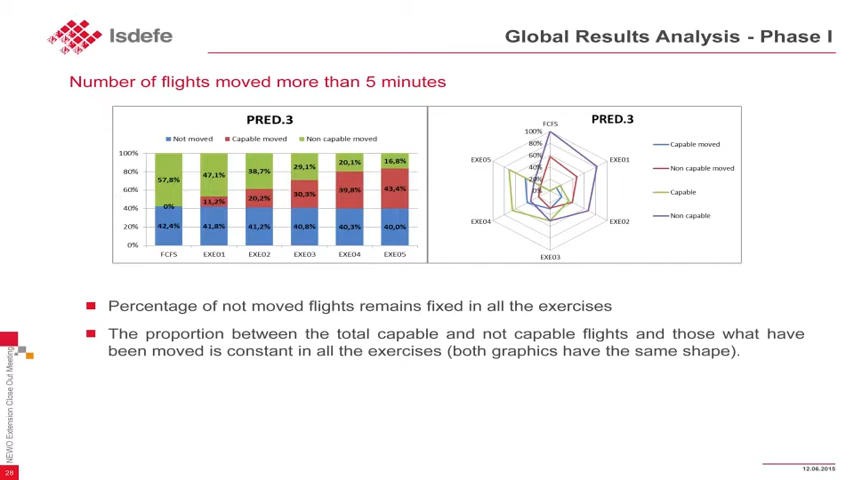 Isdefe
Global Results Analysis - Phase I
Number of flights moved more than 5 minutes
PRED.3
Not moved Capable moved Non capable moved
100%
80%
60%
40%
20%
0%
57,8% 47,1% 38,7% 29,1% 20,1% 16,8%
0% 11,2% 20,2% 30,3% 39,8% 43,4%
42,4% 41,8% 41,2% 40,8% 40,3% 40,0%
FCFS EXE01 EXE02 EXE03 EXE04 EXE05
PRED.3
FCFS
100%
80%
60%
40%
20%
0%
EXE01
EXE02
EXE03
EXE04
EXE05
Capable moved
Non capable moved
Capable
Non capable
Percentage of not moved flights remains fixed in all the exercises
The proportion between the total capable and not capable flights and those what have
been moved is constant in all the exercises (both graphics have the same shape).
NEWO Extension Close Out Meeting
28
12.06.2015